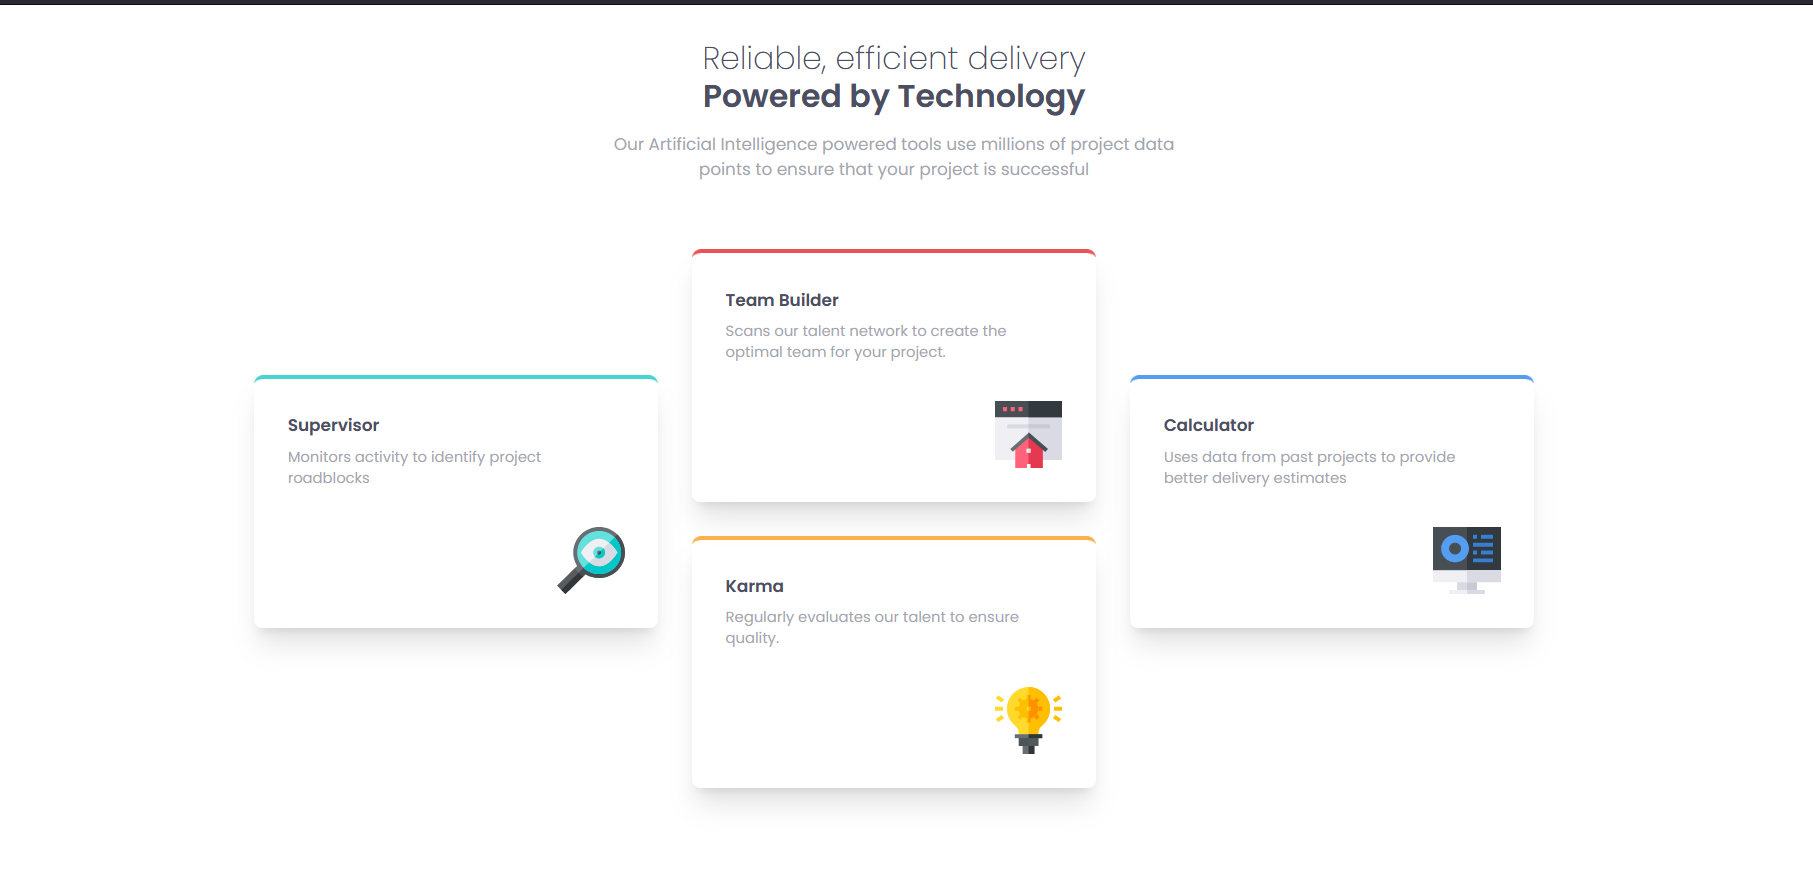 Reliable, efficient delivery
Powered by Technology
Our Artificial Intelligence powered tools use millions of project data
points to ensure that your project is successful
Supervisor
Monitors activity to identify project
roadblocks
Team Builder
Scans our talent network to create the
optimal team for your project.
Karma
Regularly evaluates our talent to ensure
quality.
Calculator
Uses data from past projects to provide
better delivery estimates